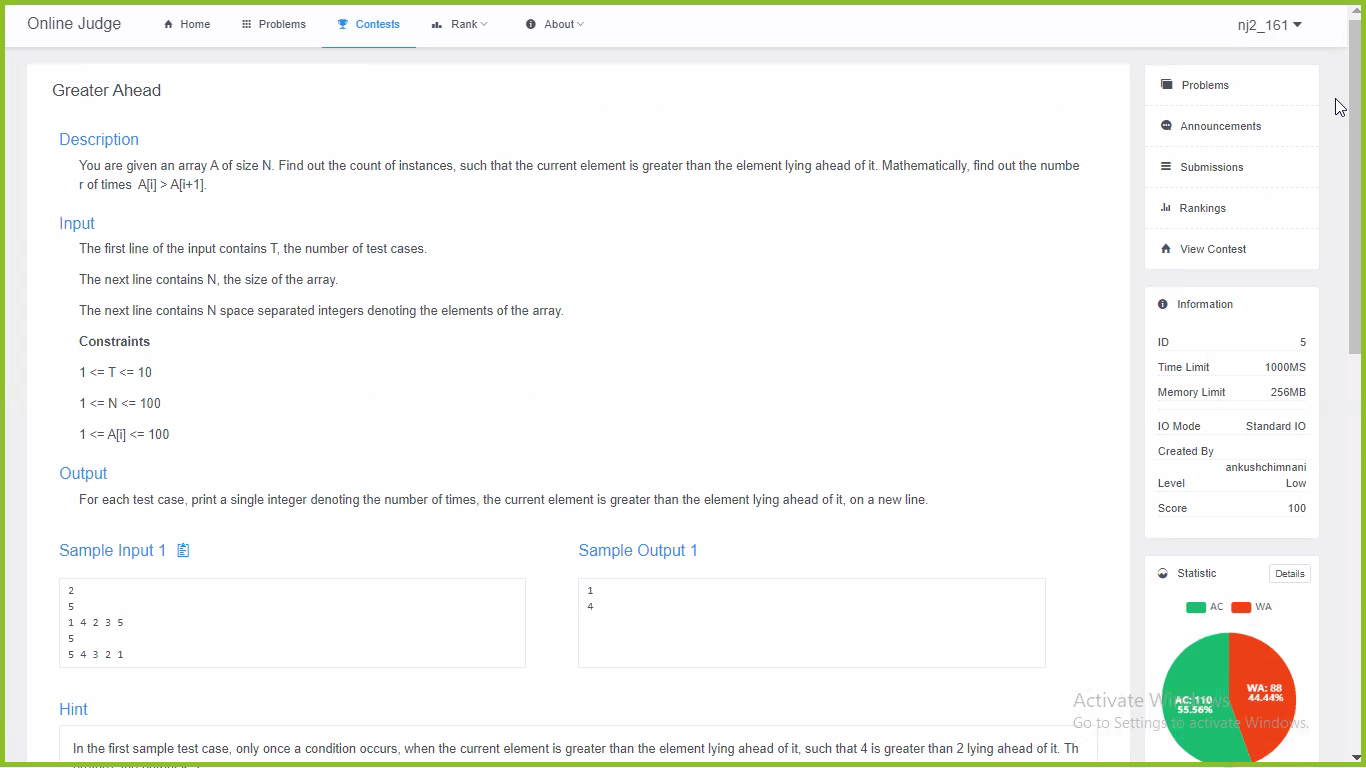 Online Judge
Home
Problems
Contests
Rank
About
nj2_161
Greater Ahead
Description
You are given an array A of size N. Find out the count of instances, such that the current element is greater than the element lying ahead of it. Mathematically, find out the numbe
r of times  A[i] > A[i+1].
Input
The first line of the input contains T, the number of test cases.
The next line contains N, the size of the array.
The next line contains N space separated integers denoting the elements of the array.
Constraints
1 <= T <= 10
1 <= N <= 100
1 <= A[i] <= 100
Output
For each test case, print a single integer denoting the number of times, the current element is greater than the element lying ahead of it, on a new line.
Sample Input 1
2
5
1 4 2 3 5
5
5 4 3 2 1
Sample Output 1
1
4
Hint
In the first sample test case, only once a condition occurs, when the current element is greater than the element lying ahead of it, such that 4 is greater than 2 lying ahead of it. Th
Problems
Announcements
Submissions
Rankings
View Contest
Information
ID 5
Time Limit 1000MS
Memory Limit 256MB
IO Mode Standard IO
Created By
ankushchimnani
Level Low
Score 100
Statistic Details
AC WA
AC: 110
55.56%
WA: 88
44.44%
Activate Windows
Go to Settings to activate Windows.